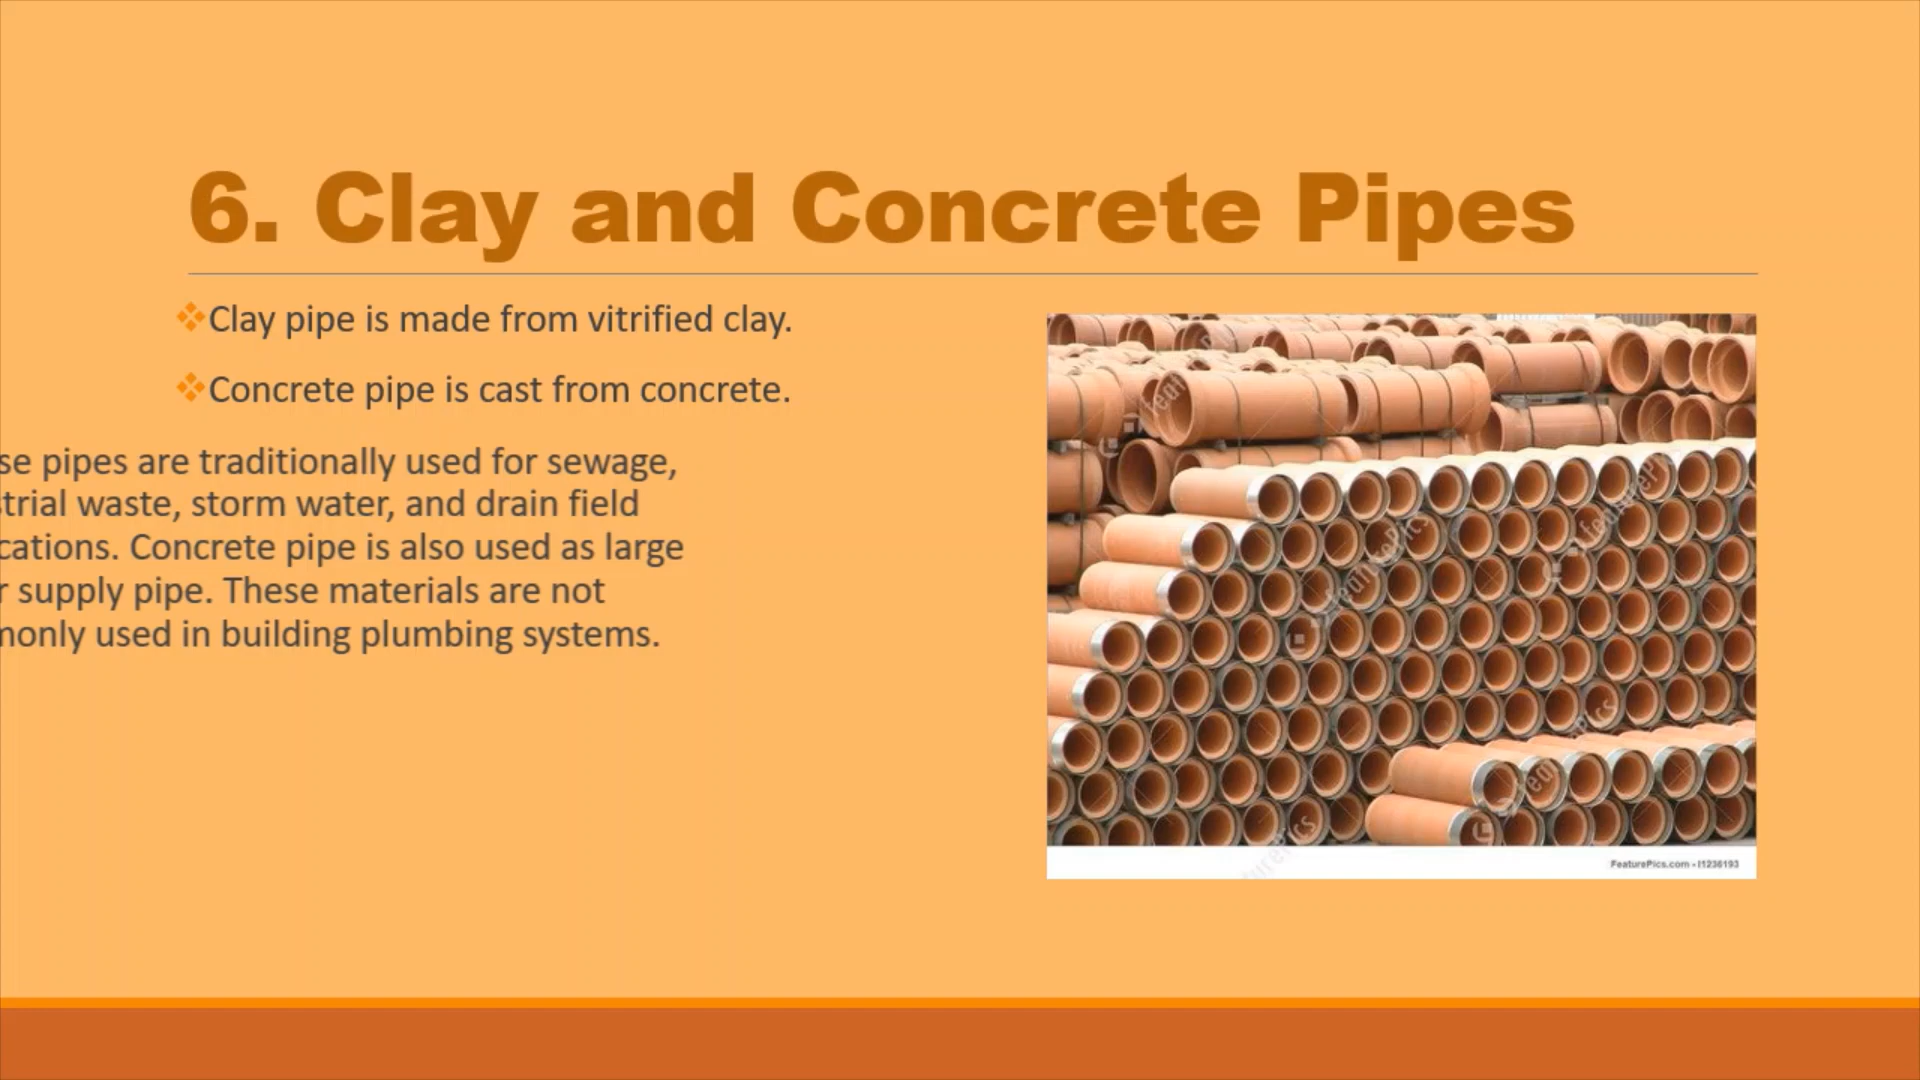 6. Clay and Concrete Pipes
Clay pipe is made from vitrified clay.
Concrete pipe is cast from concrete.
se pipes are traditionally used for sewage,
strial waste, storm water, and drain field
cations. Concrete pipe is also used as large
r supply pipe. These materials are not
monly used in building plumbing systems.
FeaturePics.com - I1236193